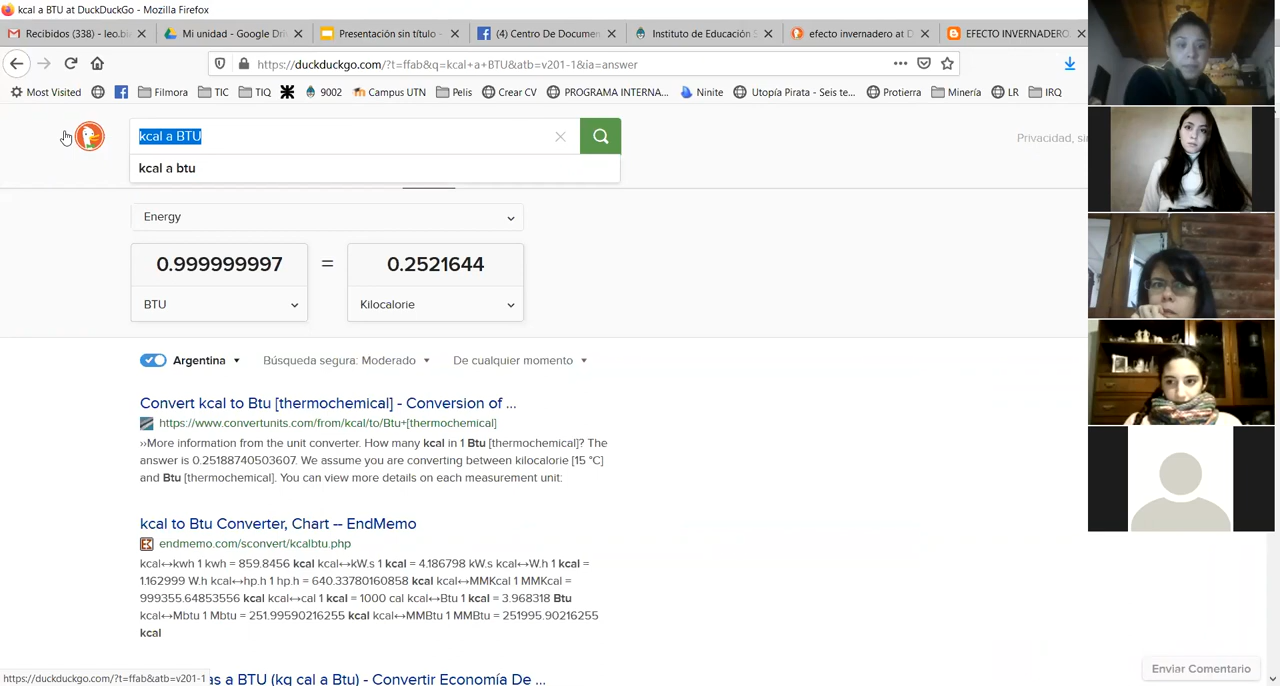 kcal a BTU at DuckDuckGo - Mozilla Firefox
Recibidos (338) - leo.bi
Mi unidad - Google Dri
Presentación sin título -
(4) Centro De Documen
Instituto de Educación S
efecto invernadero at D
EFECTO INVERNADERO
https://duckduckgo.com/?t=ffab&q=kcal+a+BTU&atb=v201-1&ia=answer
Most Visited Filmora TIC TIQ 9002 Campus UTN Pelis Crear CV PROGRAMA INTERNA... Ninite Utopía Pirata - Seis te... Protierra Minería LR IRQ
kcal a BTU
Privacidad, sin
kcal a btu
Energy
0.999999997 = 0.2521644
BTU Kilocalorie
Argentina Búsqueda segura: Moderado De cualquier momento
Convert kcal to Btu [thermochemical] - Conversion of ...
https://www.convertunits.com/from/kcal/to/Btu+[thermochemical]
››More information from the unit converter. How many kcal in 1 Btu [thermochemical]? The
answer is 0.25188740503607. We assume you are converting between kilocalorie [15 °C]
and Btu [thermochemical]. You can view more details on each measurement unit:
kcal to Btu Converter, Chart -- EndMemo
endmemo.com/sconvert/kcalbtu.php
kcal↔kwh 1 kwh = 859.8456 kcal kcal↔kW.s 1 kcal = 4.186798 kW.s kcal↔W.h 1 kcal =
1.162999 W.h kcal↔hp.h 1 hp.h = 640.33780160858 kcal kcal↔MMKcal 1 MMKcal =
999355.64853556 kcal kcal↔cal 1 kcal = 1000 cal kcal↔Btu 1 kcal = 3.968318 Btu
kcal↔Mbtu 1 Mbtu = 251.99590216255 kcal kcal↔MMBtu 1 MMBtu = 251995.90216255
kcal
as a BTU (kg cal a Btu) - Convertir Economía De ...
https://duckduckgo.com/?t=ffab&atb=v201-1
Enviar Comentario